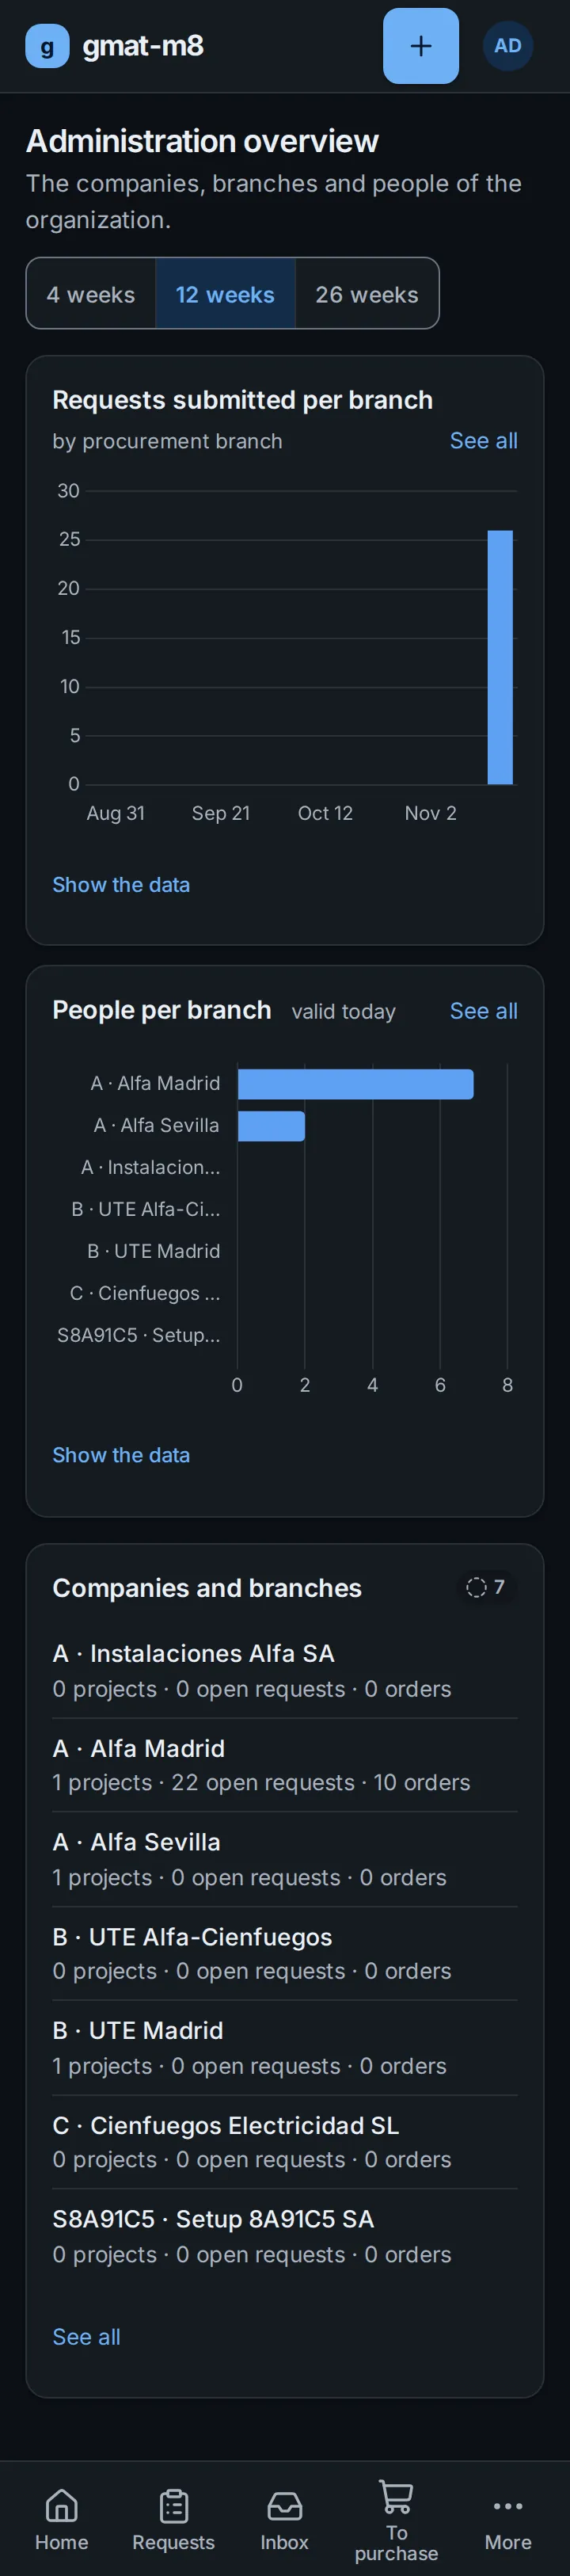 g gmat-m8 AD
Administration overview
The companies, branches and people of the
organization.
4 weeks 12 weeks 26 weeks
Requests submitted per branch
by procurement branch See all
30
25
20
15
10
5
0
Aug 31 Sep 21 Oct 12 Nov 2
Show the data
People per branch valid today See all
A · Alfa Madrid
A · Alfa Sevilla
A · Instalacion...
B · UTE Alfa-Ci...
B · UTE Madrid
C · Cienfuegos ...
S8A91C5 · Setup...
0 2 4 6 8
Show the data
Companies and branches 7
A · Instalaciones Alfa SA
0 projects · 0 open requests · 0 orders
A · Alfa Madrid
1 projects · 22 open requests · 10 orders
A · Alfa Sevilla
1 projects · 0 open requests · 0 orders
B · UTE Alfa-Cienfuegos
0 projects · 0 open requests · 0 orders
B · UTE Madrid
1 projects · 0 open requests · 0 orders
C · Cienfuegos Electricidad SL
0 projects · 0 open requests · 0 orders
S8A91C5 · Setup 8A91C5 SA
0 projects · 0 open requests · 0 orders
See all
Home Requests Inbox To purchase More